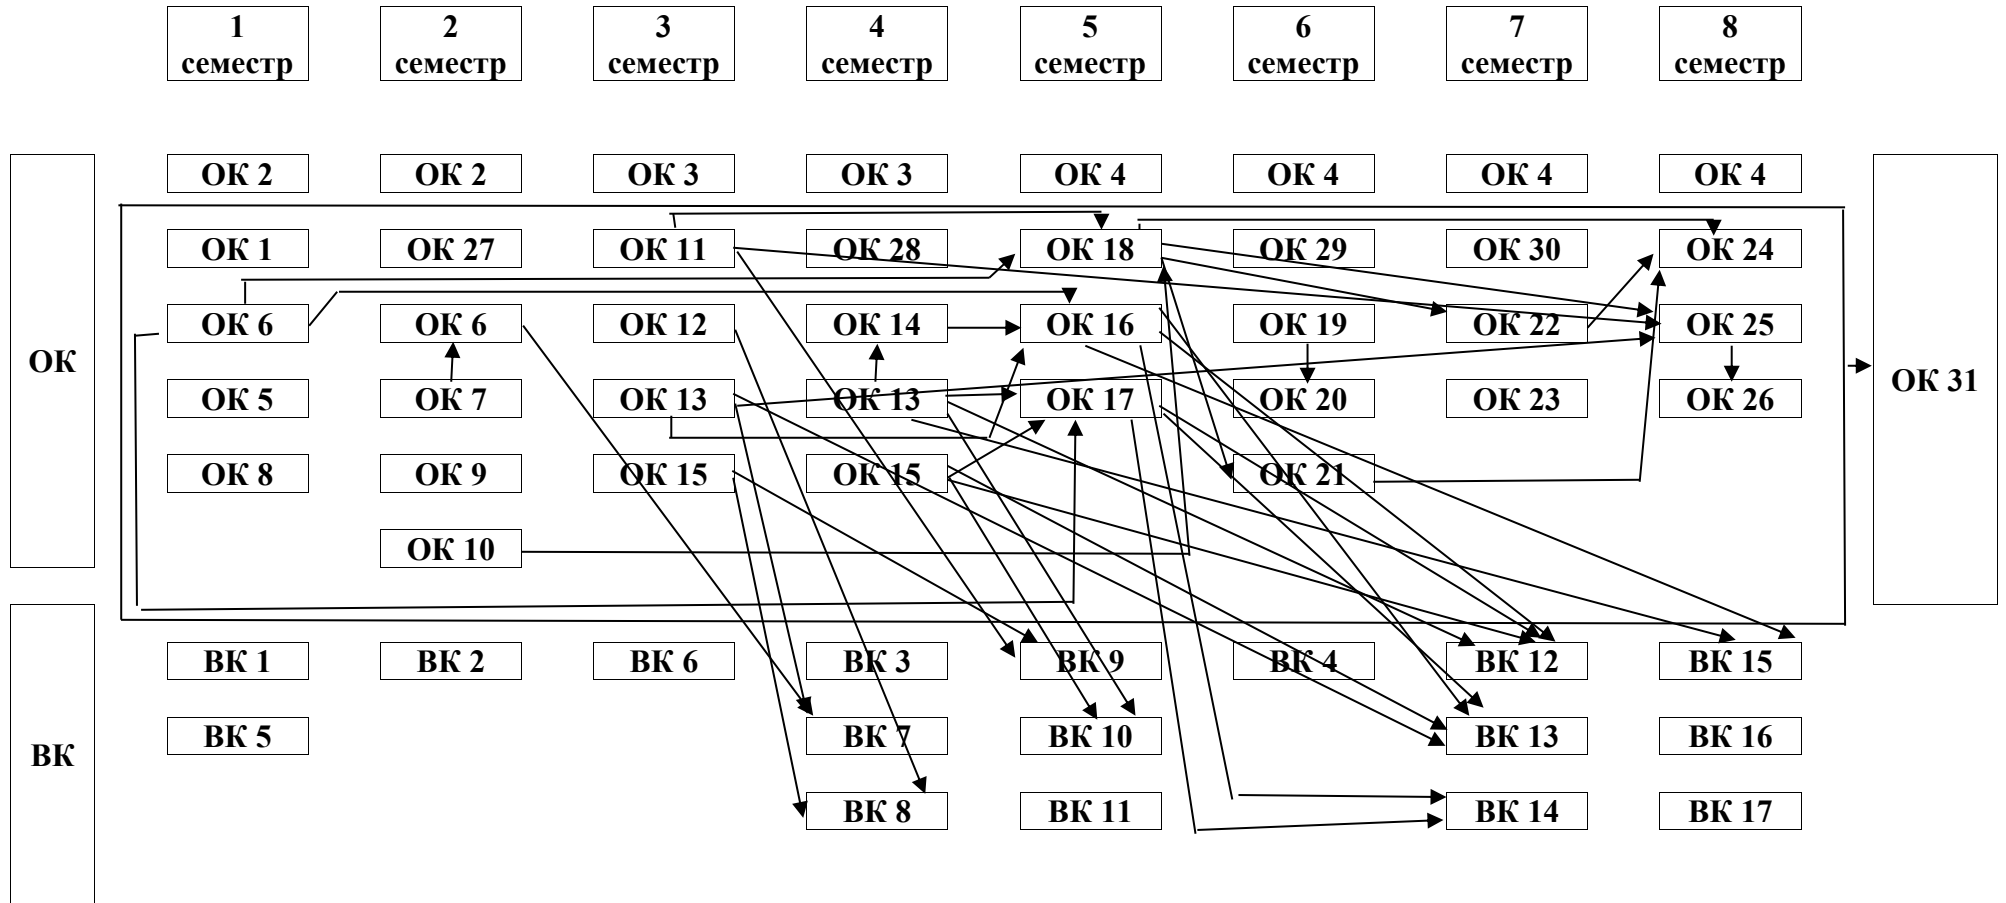 1 семестр
2 семестр
3 семестр
4 семестр
5 семестр
6 семестр
7 семестр
8 семестр
ОК 2
ОК 2
ОК 3
ОК 3
ОК 4
ОК 4
ОК 4
ОК 4
ОК 1
ОК 27
ОК 11
ОК 28
ОК 18
ОК 29
ОК 30
ОК 24
ОК 6
ОК 6
ОК 12
ОК 14
ОК 16
ОК 19
ОК 22
ОК 25
ОК
ОК 31
ОК 5
ОК 7
ОК 13
ОК 13
ОК 17
ОК 20
ОК 23
ОК 26
ОК 8
ОК 9
ОК 15
ОК 15
ОК 21
ОК 10
ВК 1
ВК 2
ВК 6
ВК 3
ВК 9
ВК 4
ВК 12
ВК 15
ВК
ВК 5
ВК 7
ВК 10
ВК 13
ВК 16
ВК 8
ВК 11
ВК 14
ВК 17